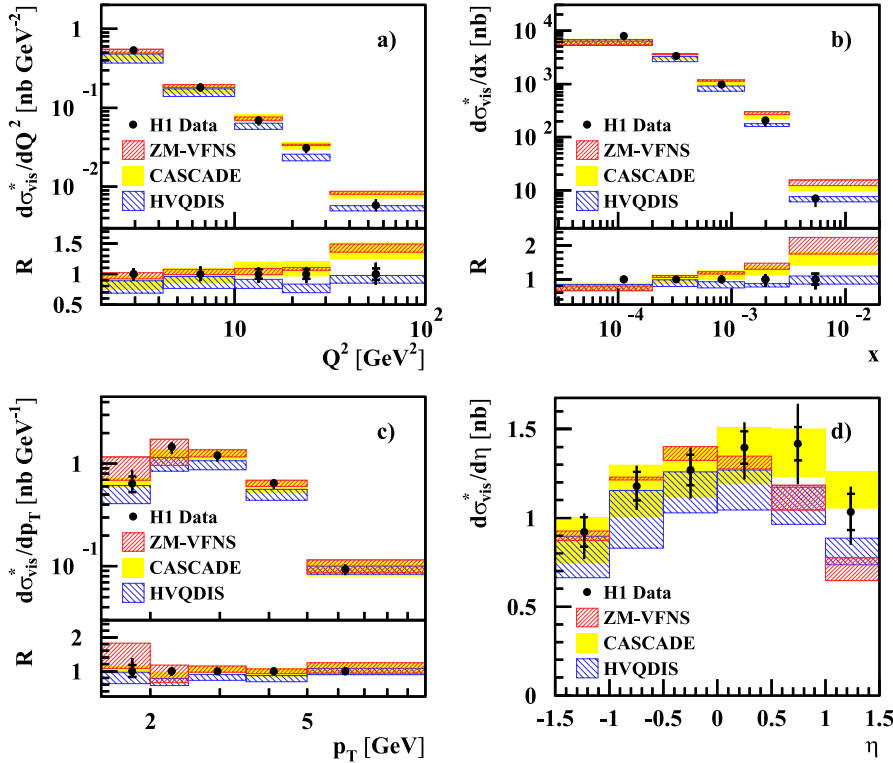 a)
dσ*vis/dQ² [nb GeV⁻²]
1
10⁻¹
10⁻²
H1 Data
ZM-VFNS
CASCADE
HVQDIS
R
1.5
1
0.5
10
10²
Q² [GeV²]
b)
dσ*vis/dx [nb]
10⁴
10³
10²
10
H1 Data
ZM-VFNS
CASCADE
HVQDIS
R
2
1
10⁻⁴
10⁻³
10⁻²
x
c)
dσ*vis/dpT [nb GeV⁻¹]
1
10⁻¹
H1 Data
ZM-VFNS
CASCADE
HVQDIS
R
2
1
2
5
pT [GeV]
d)
dσ*vis/dη [nb]
1.5
1
0.5
0
H1 Data
ZM-VFNS
CASCADE
HVQDIS
-1.5 -1 -0.5 0 0.5 1 1.5
η